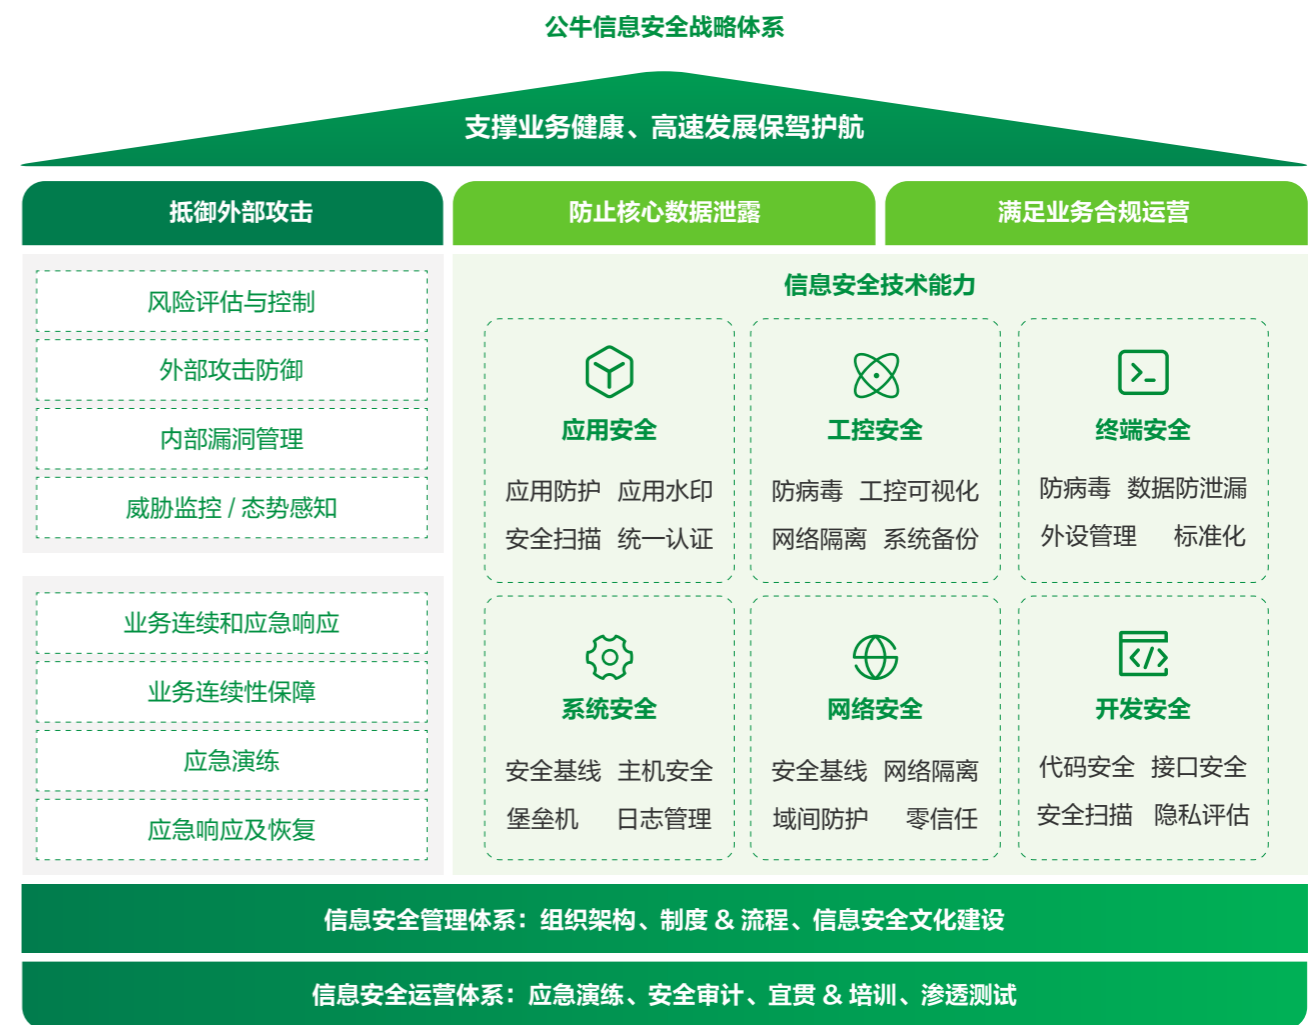 公牛信息安全战略体系
支撑业务健康、高速发展保驾护航
抵御外部攻击
防止核心数据泄露
满足业务合规运营
风险评估与控制
外部攻击防御
内部漏洞管理
威胁监控 / 态势感知
业务连续和应急响应
业务连续性保障
应急演练
应急响应及恢复
信息安全技术能力
应用安全
应用防护 应用水印
安全扫描 统一认证
工控安全
防病毒 工控可视化
网络隔离 系统备份
终端安全
防病毒 数据防泄漏
外设管理 标准化
系统安全
安全基线 主机安全
堡垒机 日志管理
网络安全
安全基线 网络隔离
域间防护 零信任
开发安全
代码安全 接口安全
安全扫描 隐私评估
信息安全管理体系：组织架构、制度 & 流程、信息安全文化建设
信息安全运营体系：应急演练、安全审计、宜贯 & 培训、渗透测试